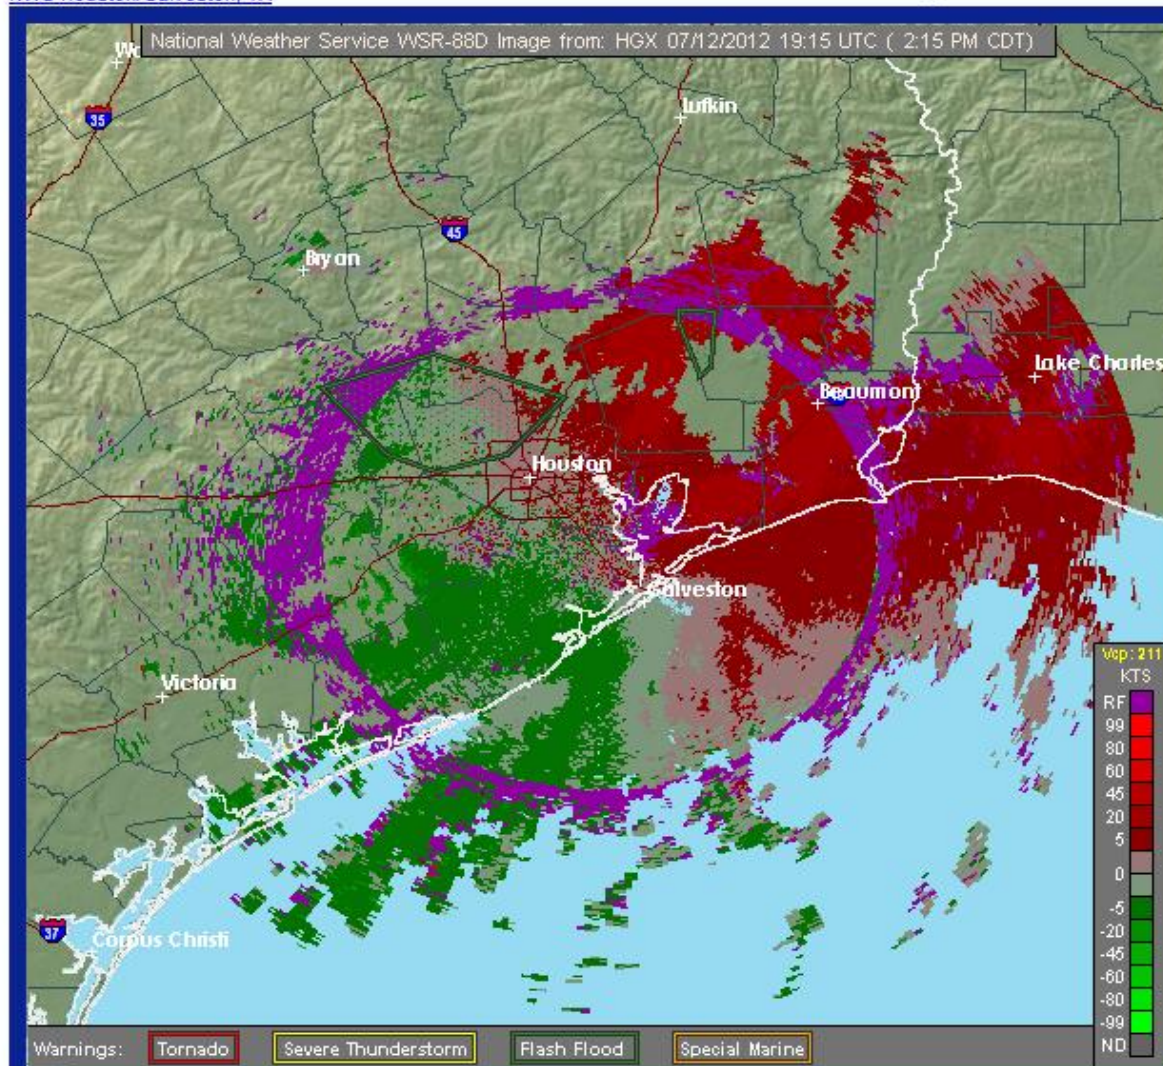 National Weather Service WSR-88D Image from: HGX 07/12/2012 19:15 UTC ( 2:15 PM CDT)
Lufkin
35
45
Bryan
Lake Charles
Beaumont
Houston
Galveston
Victoria
Vcp: 211
KTS
RF
99
80
60
45
20
5
0
-5
-20
-45
-60
-80
-99
ND
37
Corpus Christi
Warnings: Tornado Severe Thunderstorm Flash Flood Special Marine